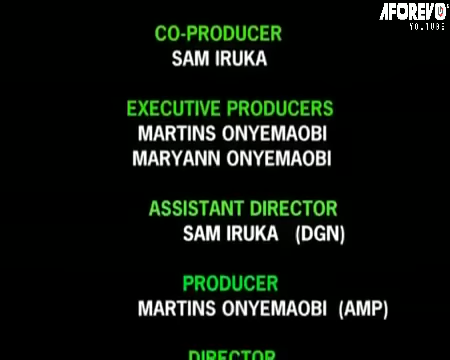 AFOREVO
YOUTUBE
CO-PRODUCER
SAM IRUKA
EXECUTIVE PRODUCERS
MARTINS ONYEMAOBI
MARYANN ONYEMAOBI
ASSISTANT DIRECTOR
SAM IRUKA (DGN)
PRODUCER
MARTINS ONYEMAOBI (AMP)
DIRECTOR